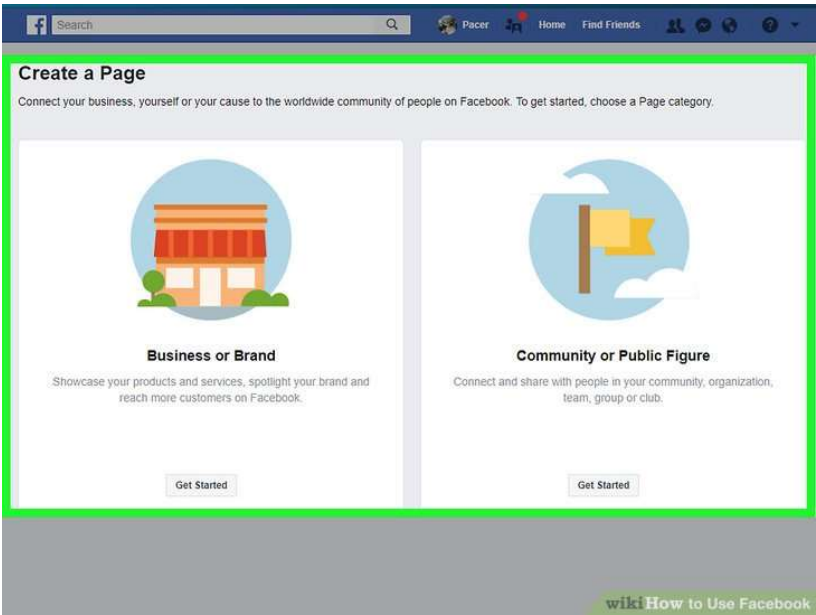 f Search Pacer Home Find Friends
Create a Page
Connect your business, yourself or your cause to the worldwide community of people on Facebook. To get started, choose a Page category.
Business or Brand
Showcase your products and services, spotlight your brand and
reach more customers on Facebook.
Get Started
Community or Public Figure
Connect and share with people in your community, organization,
team, group or club.
Get Started
wikiHow to Use Facebook